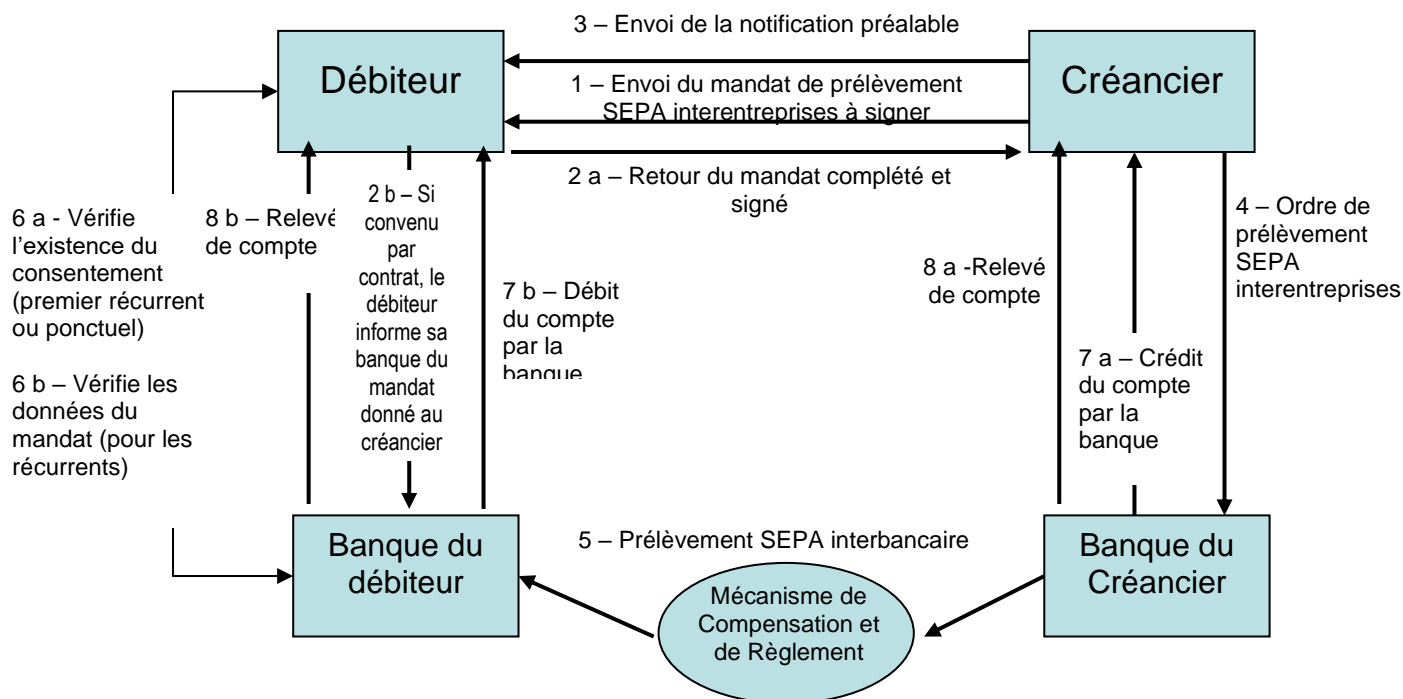 3 – Envoi de la notification préalable
Débiteur
Créancier
1 – Envoi du mandat de prélèvement
SEPA interentreprises à signer
2 a – Retour du mandat complété et
signé
6 a - Vérifie
l’existence du
consentement
(premier récurrent
ou ponctuel)
6 b – Vérifie les
données du
mandat (pour les
récurrents)
8 b – Relevé
de compte
2 b – Si
convenu
par
contrat, le
débiteur
informe sa
banque du
mandat
donné au
créancier
7 b – Débit
du compte
par la
banque
8 a -Relevé
de compte
7 a – Crédit
du compte
par la
banque
4 – Ordre de
prélèvement
SEPA
interentreprises
Banque du
débiteur
5 – Prélèvement SEPA interbancaire
Mécanisme de
Compensation et
de Règlement
Banque du
Créancier